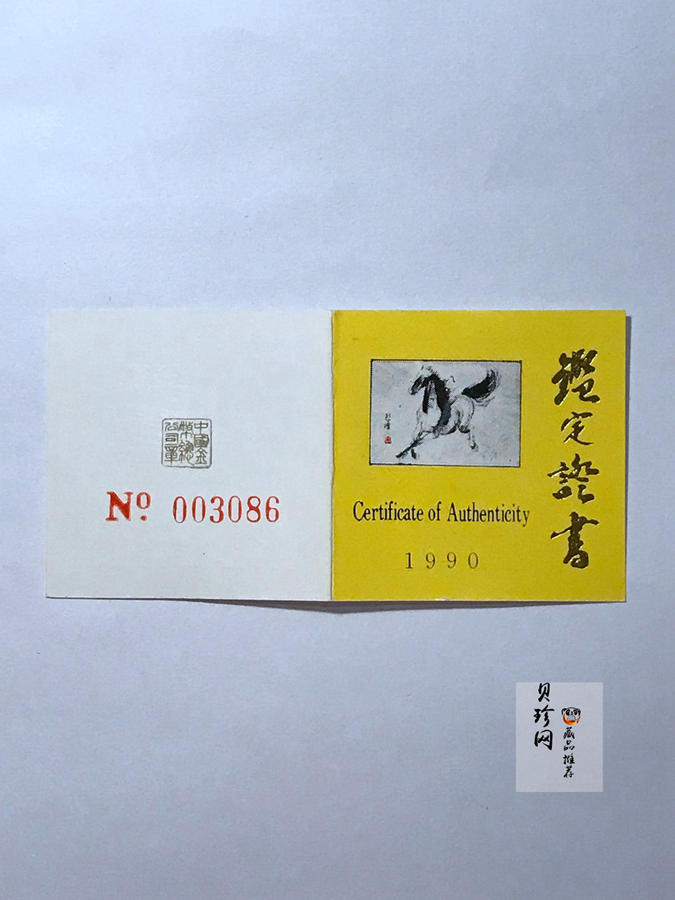 中國金
幣總
公司章
№ 003086
鑑定證書
Certificate of Authenticity
1990
贝珍网
藏品推荐